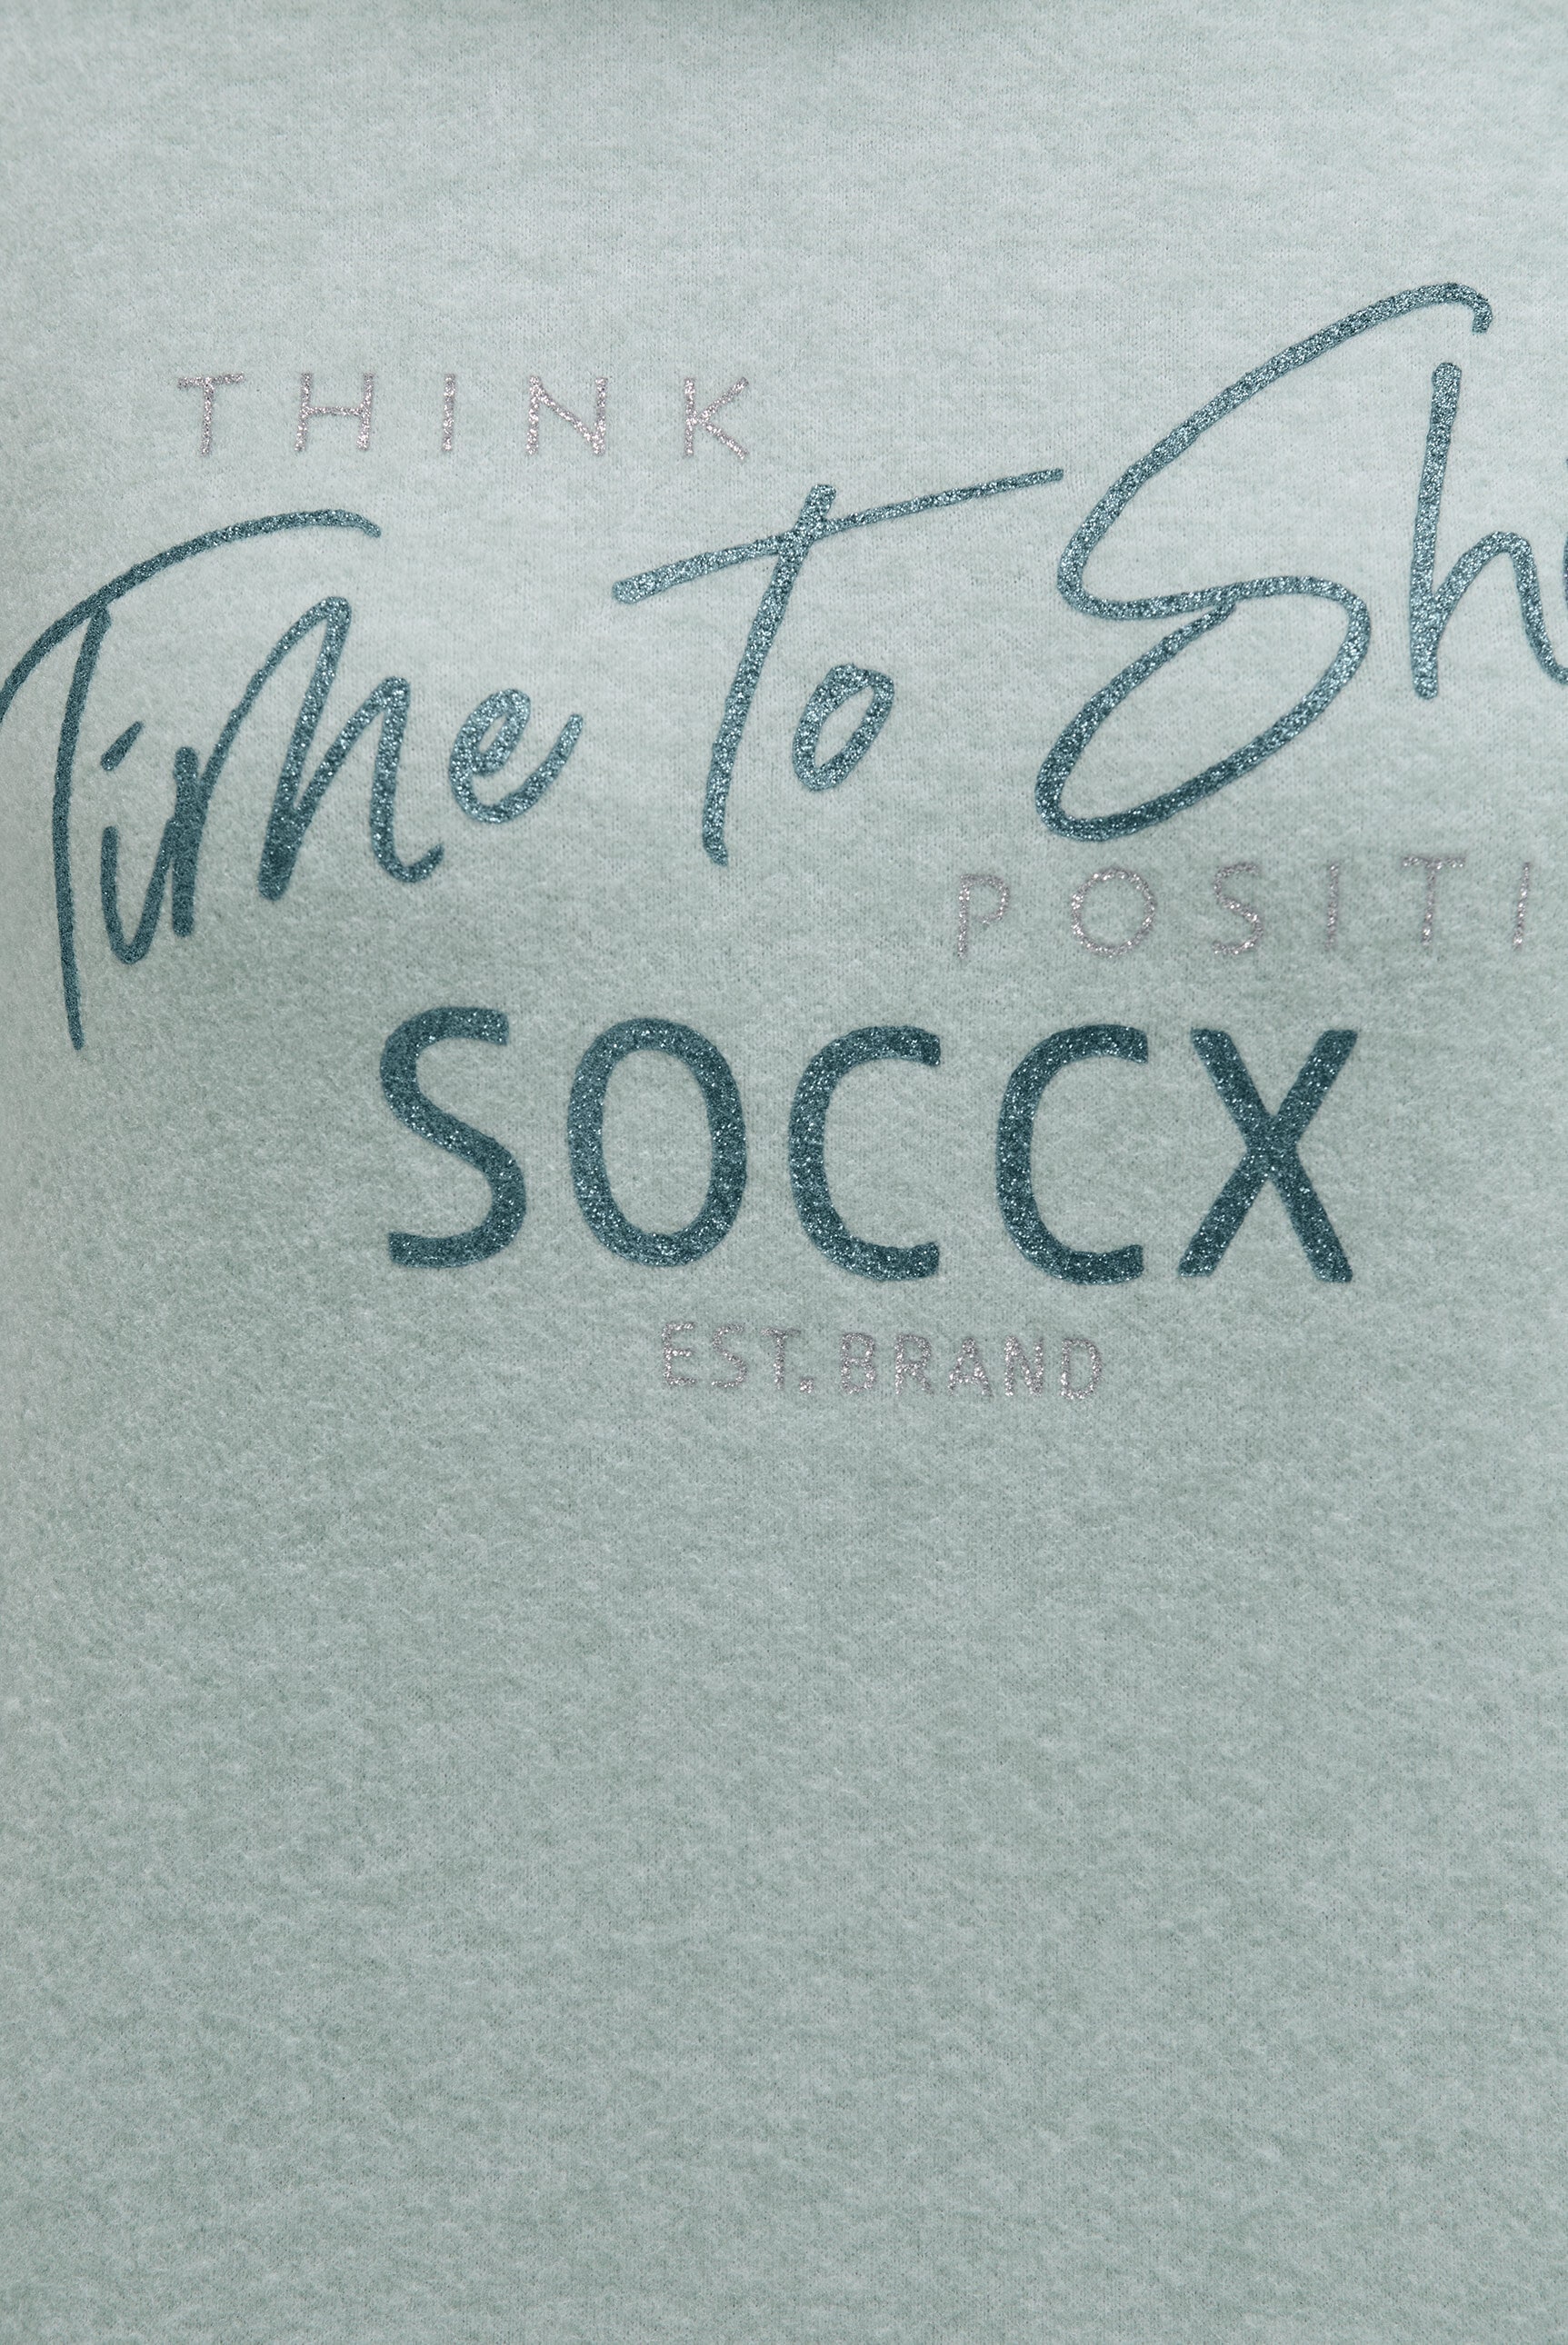 THINK
Time To Sh
POSITI
SOCCX
EST. BRAND